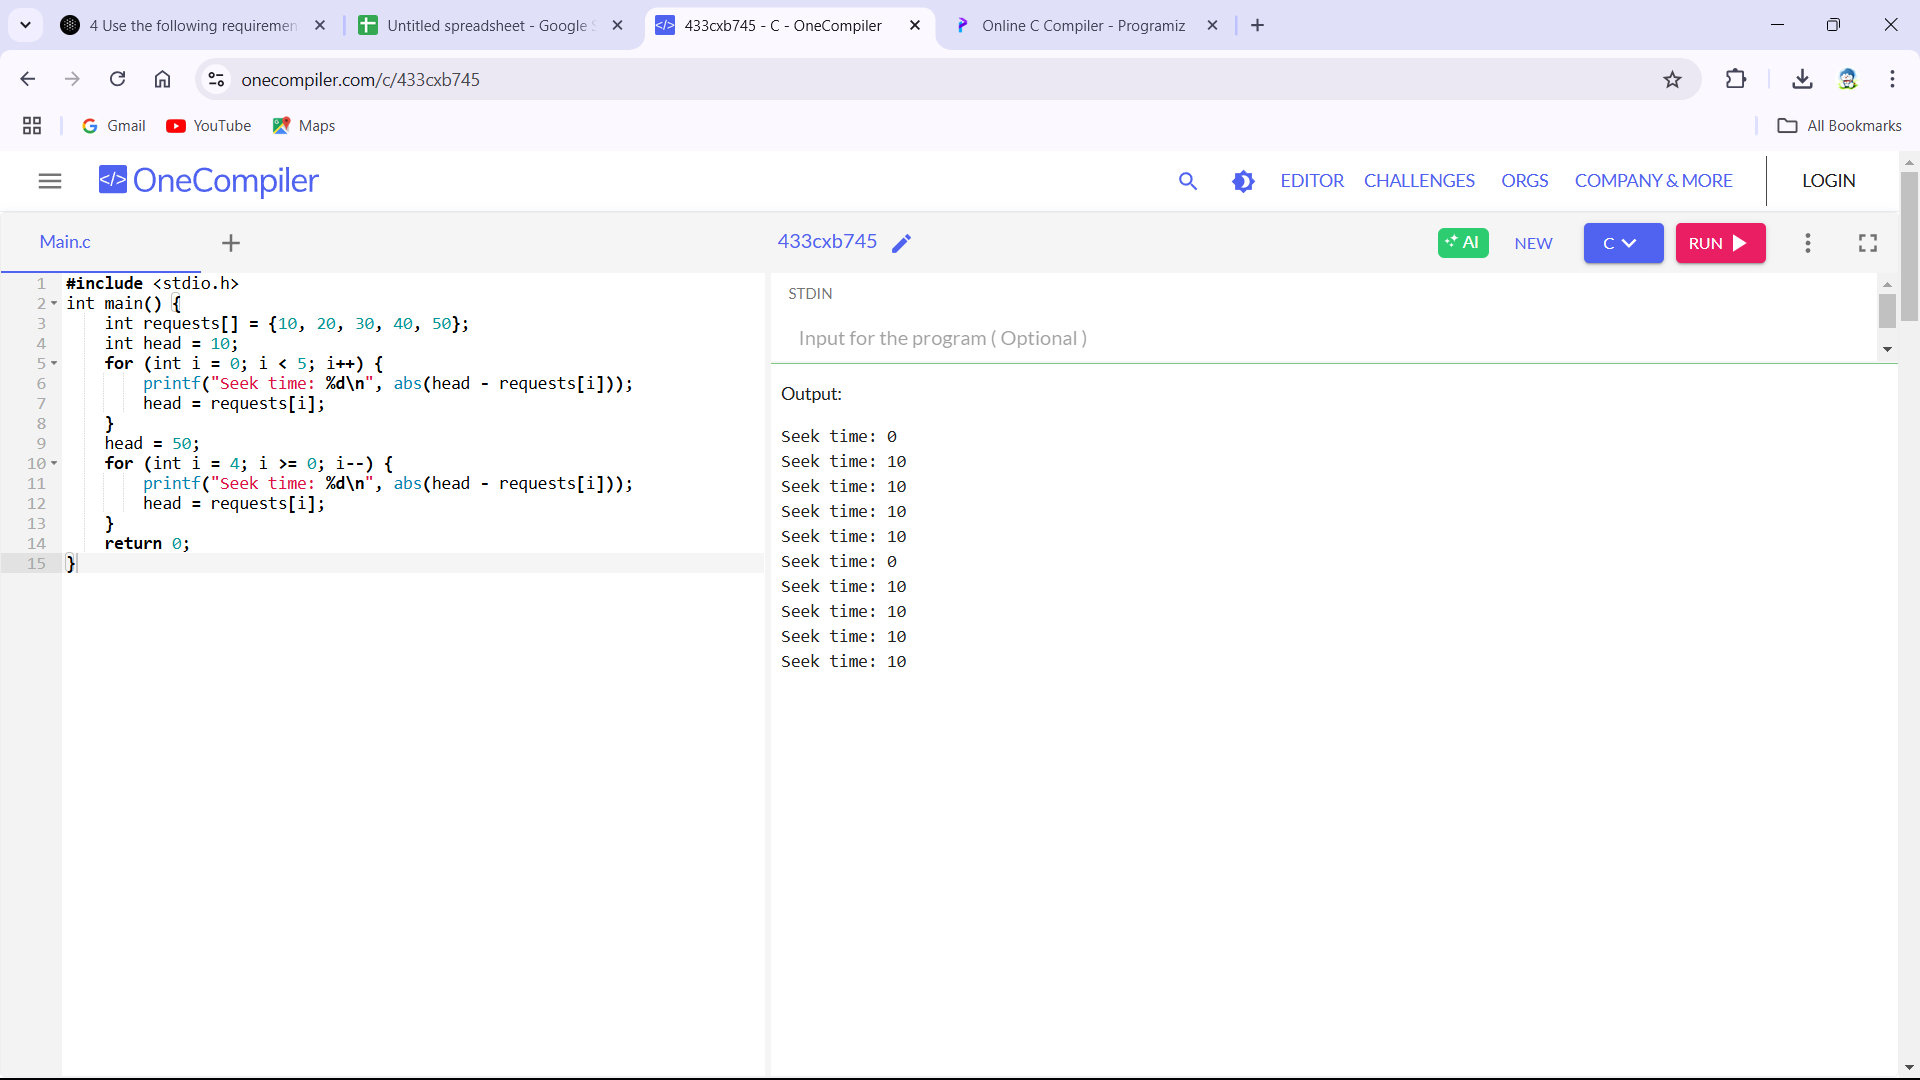 4 Use the following requiremen
Untitled spreadsheet - Google S
433cxb745 - C - OneCompiler
Online C Compiler - Programiz
onecompiler.com/c/433cxb745
Gmail
YouTube
Maps
All Bookmarks
</> OneCompiler
EDITOR
CHALLENGES
ORGS
COMPANY & MORE
LOGIN
Main.c
433cxb745
AI
NEW
C
RUN
1 #include <stdio.h>
2 int main() {
3     int requests[] = {10, 20, 30, 40, 50};
4     int head = 10;
5     for (int i = 0; i < 5; i++) {
6         printf("Seek time: %d\n", abs(head - requests[i]));
7         head = requests[i];
8     }
9     head = 50;
10     for (int i = 4; i >= 0; i--) {
11         printf("Seek time: %d\n", abs(head - requests[i]));
12         head = requests[i];
13     }
14     return 0;
15 }
STDIN
Input for the program ( Optional )
Output:
Seek time: 0
Seek time: 10
Seek time: 10
Seek time: 10
Seek time: 10
Seek time: 0
Seek time: 10
Seek time: 10
Seek time: 10
Seek time: 10